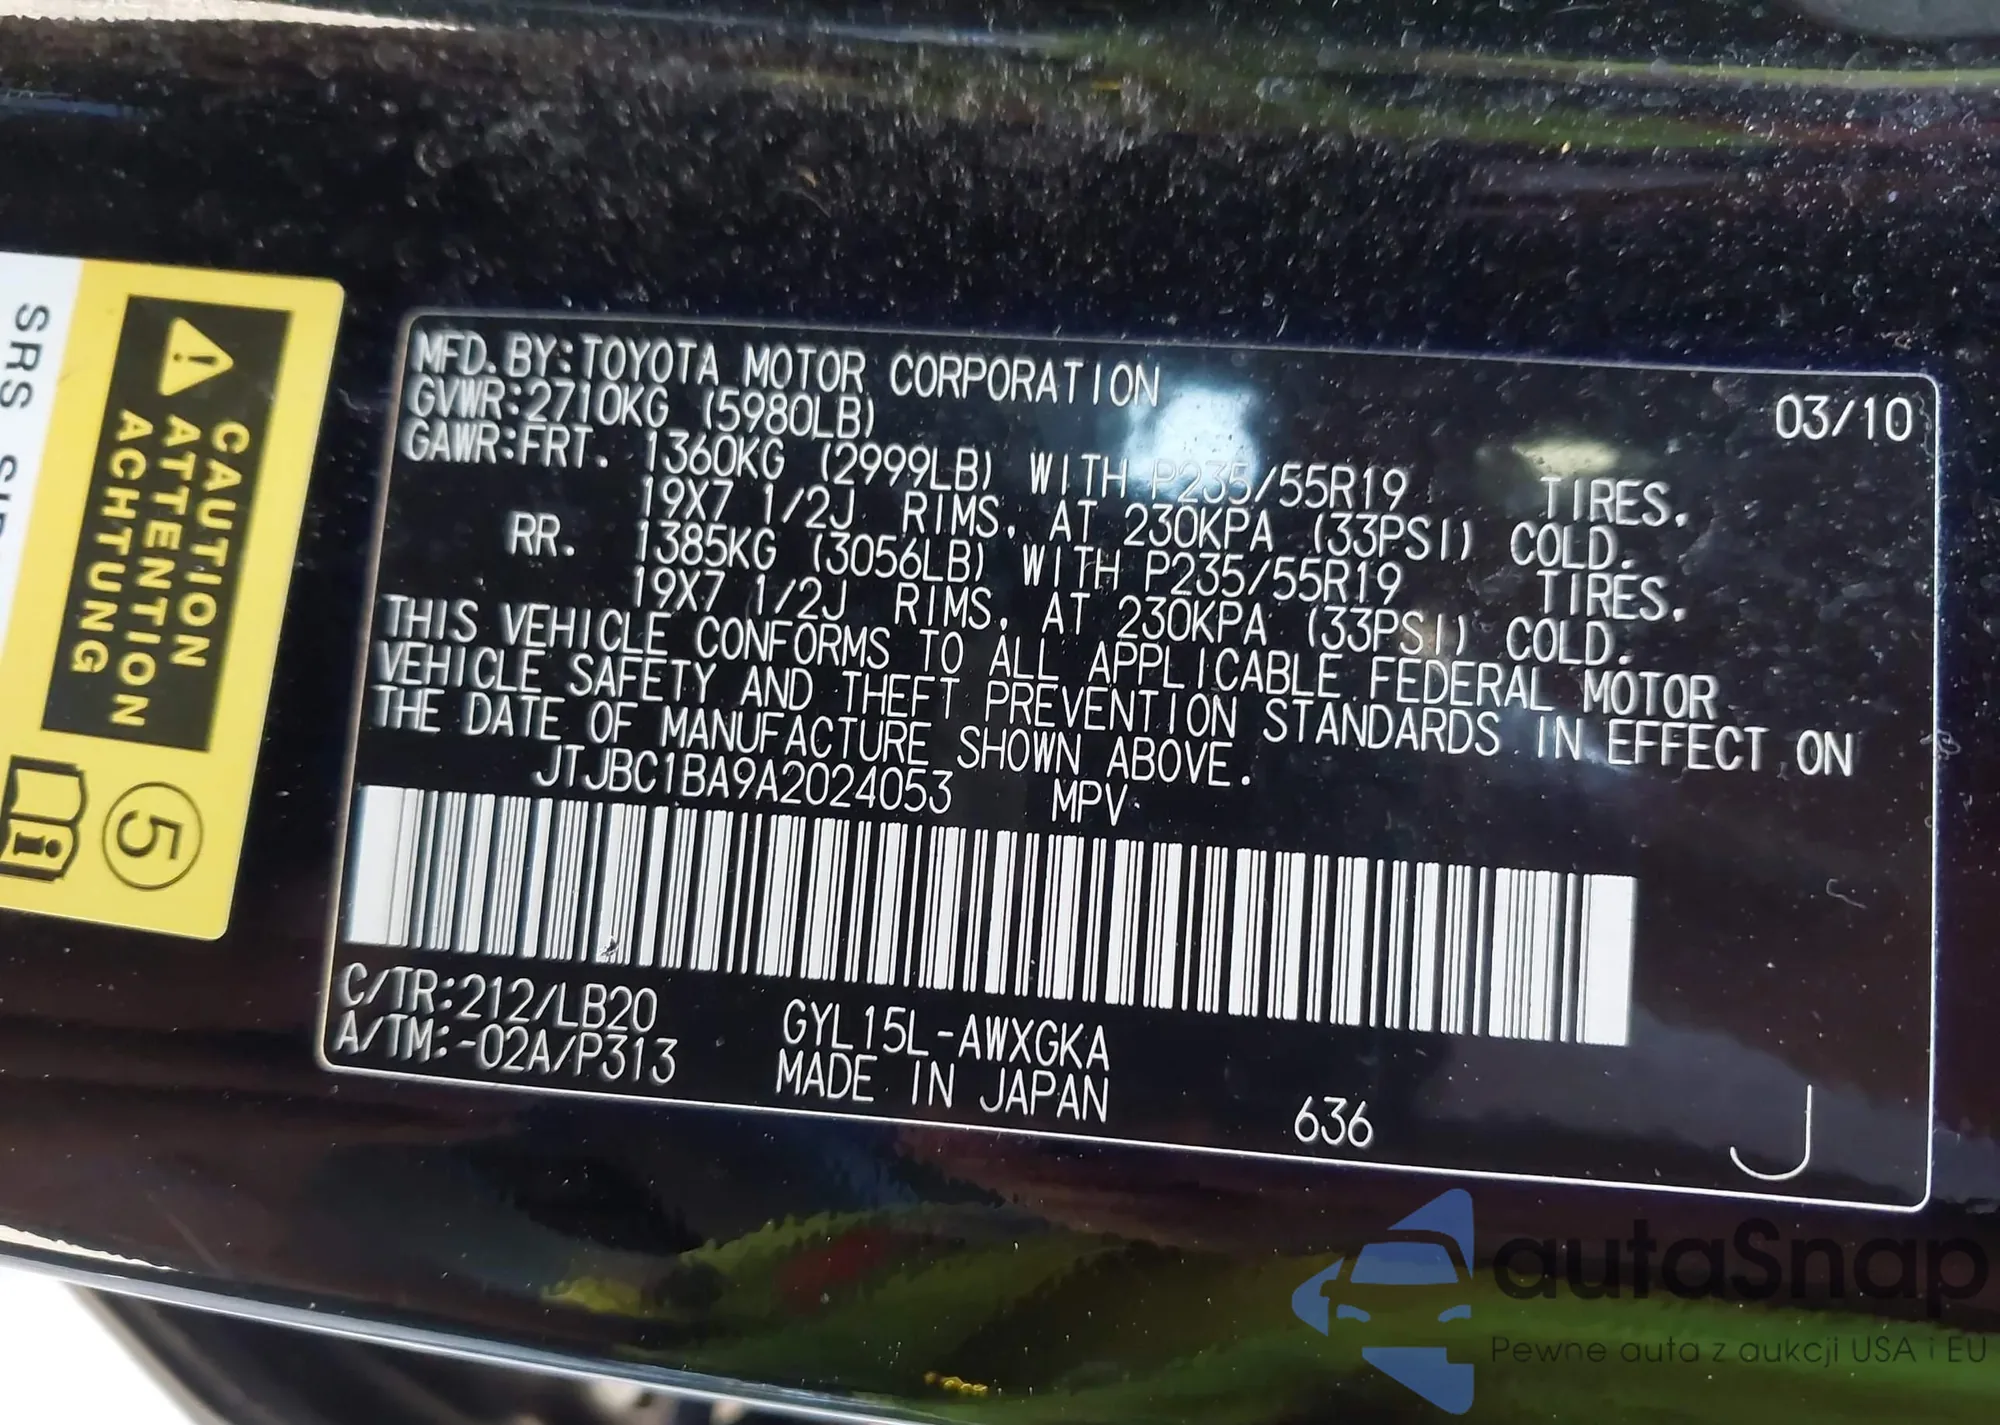 MFD. BY:TOYOTA MOTOR CORPORATION 03/10
GVWR:2710KG (5980LB)
GAWR:FRT. 1360KG (2999LB) WITH P235/55R19 TIRES.
19X7 1/2J RIMS, AT 230KPA (33PSI) COLD.
RR. 1385KG (3056LB) WITH P235/55R19 TIRES.
19X7 1/2J RIMS, AT 230KPA (33PSI) COLD.
THIS VEHICLE CONFORMS TO ALL APPLICABLE FEDERAL MOTOR
VEHICLE SAFETY AND THEFT PREVENTION STANDARDS IN EFFECT ON
THE DATE OF MANUFACTURE SHOWN ABOVE.
JTJBC1BA9A2024053 MPV
C/TR:212/LB20 GYL15L-AWXGKA
A/TM:-02A/P313 MADE IN JAPAN 636 J
CAUTION
ATTENTION
ACHTUNG
5
SRS
autaSnap
Pewne auta z aukcji USA i EU